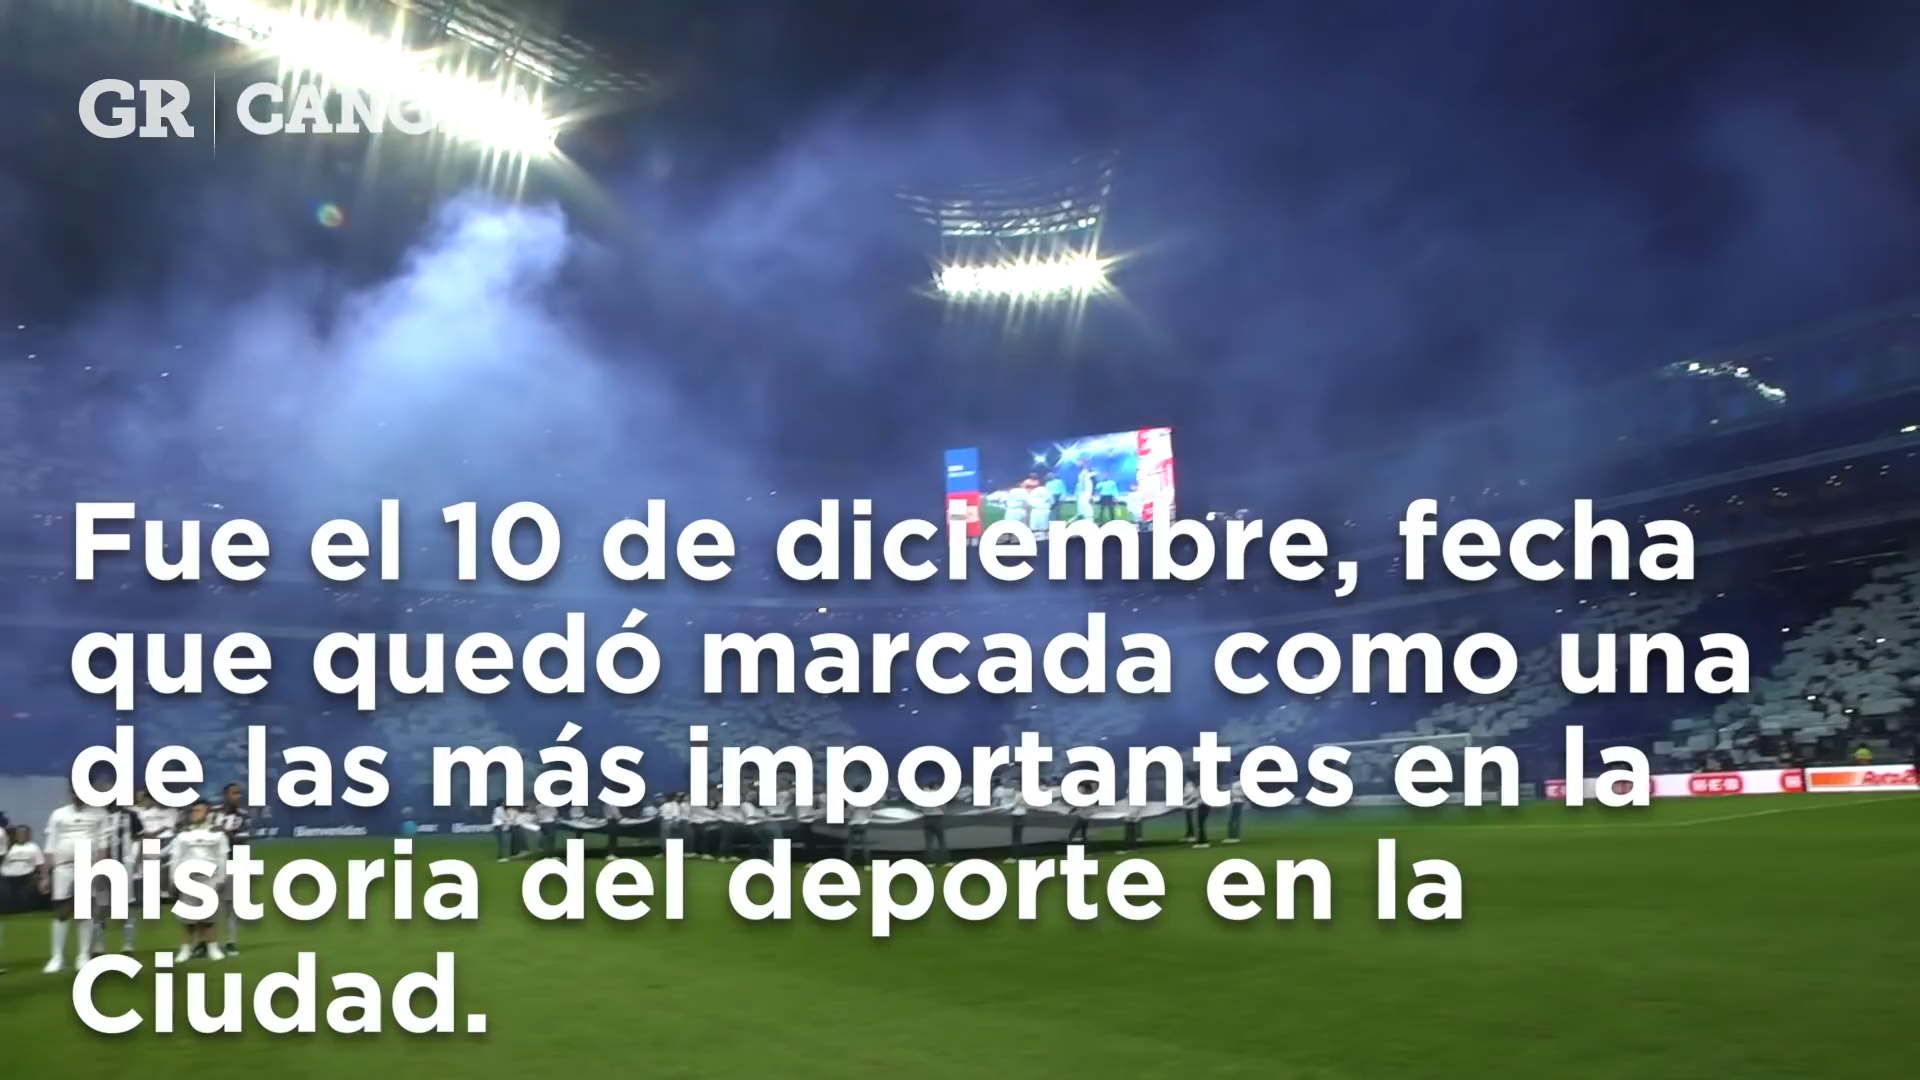 GR
Fue el 10 de diciembre, fecha
que quedó marcada como una
de las más importantes en la
historia del deporte en la
Ciudad.
Bienvenidos
H-E-B